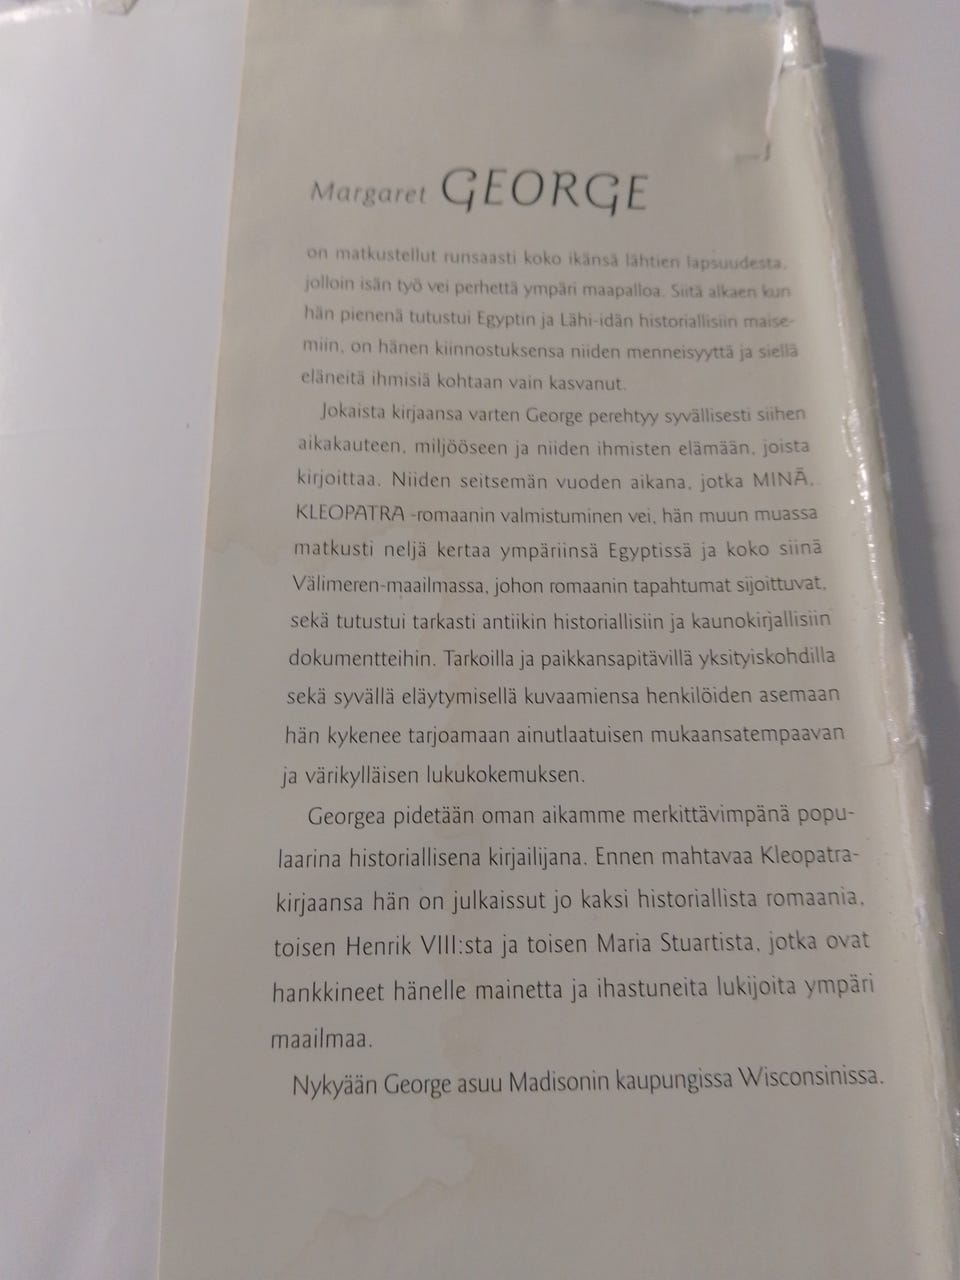 Margaret GEORGE
on matkustellut runsaasti koko ikänsä lähtien lapsuudesta,
jolloin isän työ vei perhettä ympäri maapalloa. Siitä alkaen kun
hän pienenä tutustui Egyptin ja Lähi-idän historiallisiin maise-
miin, on hänen kiinnostuksensa niiden menneisyyttä ja siellä
eläneitä ihmisiä kohtaan vain kasvanut.
Jokaista kirjaansa varten George perehtyy syvällisesti siihen
aikakauteen, miljööseen ja niiden ihmisten elämään, joista
kirjoittaa. Niiden seitsemän vuoden aikana, jotka MINÄ,
KLEOPATRA -romaanin valmistuminen vei, hän muun muassa
matkusti neljä kertaa ympäriinsä Egyptissä ja koko siinä
Välimeren-maailmassa, johon romaanin tapahtumat sijoittuvat,
sekä tutustui tarkasti antiikin historiallisiin ja kaunokirjallisiin
dokumentteihin. Tarkoilla ja paikkansapitävillä yksityiskohdilla
sekä syvällä eläytymisellä kuvaamiensa henkilöiden asemaan
hän kykenee tarjoamaan ainutlaatuisen mukaansatempaavan
ja värikylläisen lukukokemuksen.
Georgea pidetään oman aikamme merkittävimpänä popu-
laarina historiallisena kirjailijana. Ennen mahtavaa Kleopatra-
kirjaansa hän on julkaissut jo kaksi historiallista romaania,
toisen Henrik VIII:sta ja toisen Maria Stuartista, jotka ovat
hankkineet hänelle mainetta ja ihastuneita lukijoita ympäri
maailmaa.
Nykyään George asuu Madisonin kaupungissa Wisconsinissa.